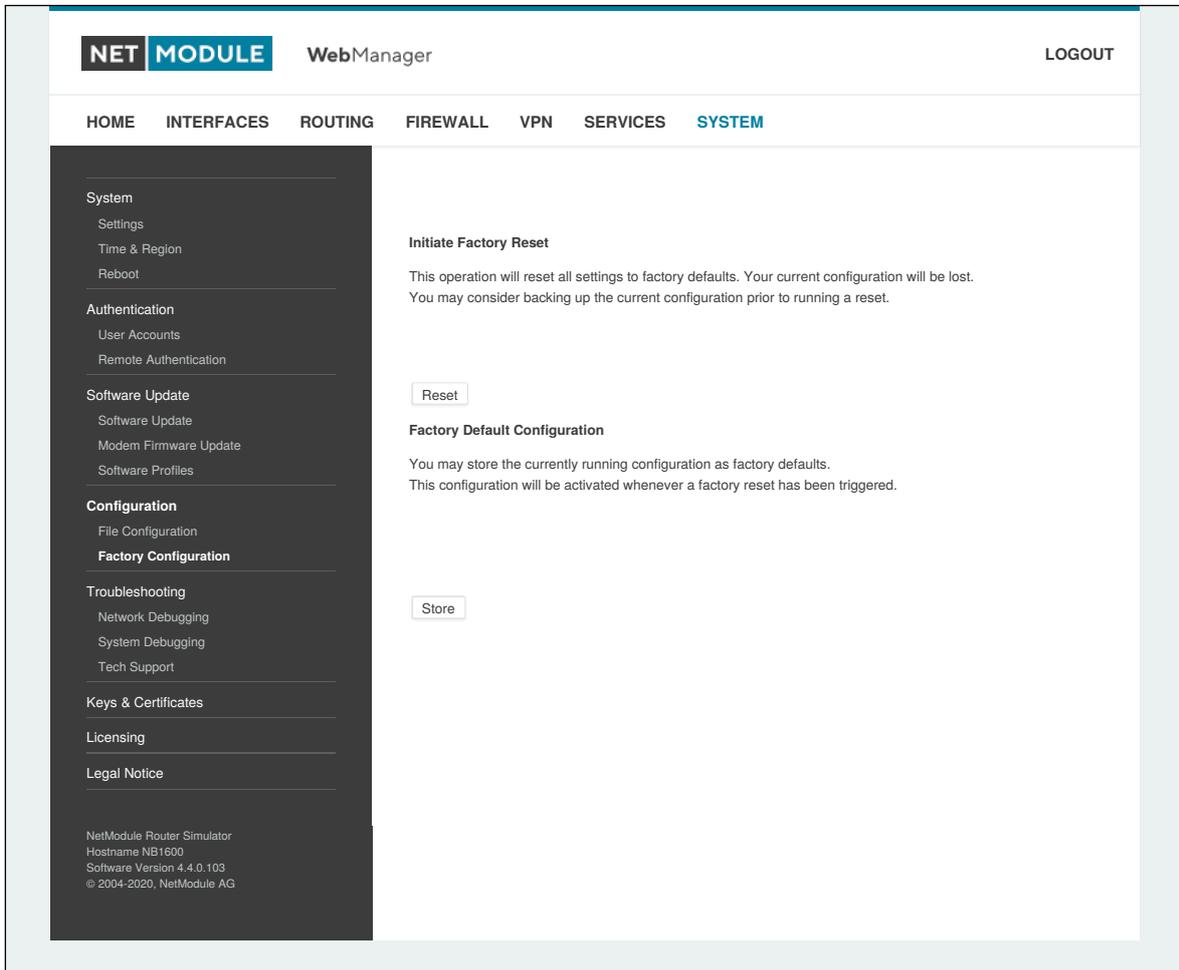 NET MODULE WebManager LOGOUT
HOME INTERFACES ROUTING FIREWALL VPN SERVICES SYSTEM
System
Settings
Time & Region
Reboot
Authentication
User Accounts
Remote Authentication
Software Update
Software Update
Modem Firmware Update
Software Profiles
Configuration
File Configuration
Factory Configuration
Troubleshooting
Network Debugging
System Debugging
Tech Support
Keys & Certificates
Licensing
Legal Notice
NetModule Router Simulator
Hostname NB1600
Software Version 4.4.0.103
© 2004-2020, NetModule AG
Initiate Factory Reset
This operation will reset all settings to factory defaults. Your current configuration will be lost.
You may consider backing up the current configuration prior to running a reset.
Reset
Factory Default Configuration
You may store the currently running configuration as factory defaults.
This configuration will be activated whenever a factory reset has been triggered.
Store